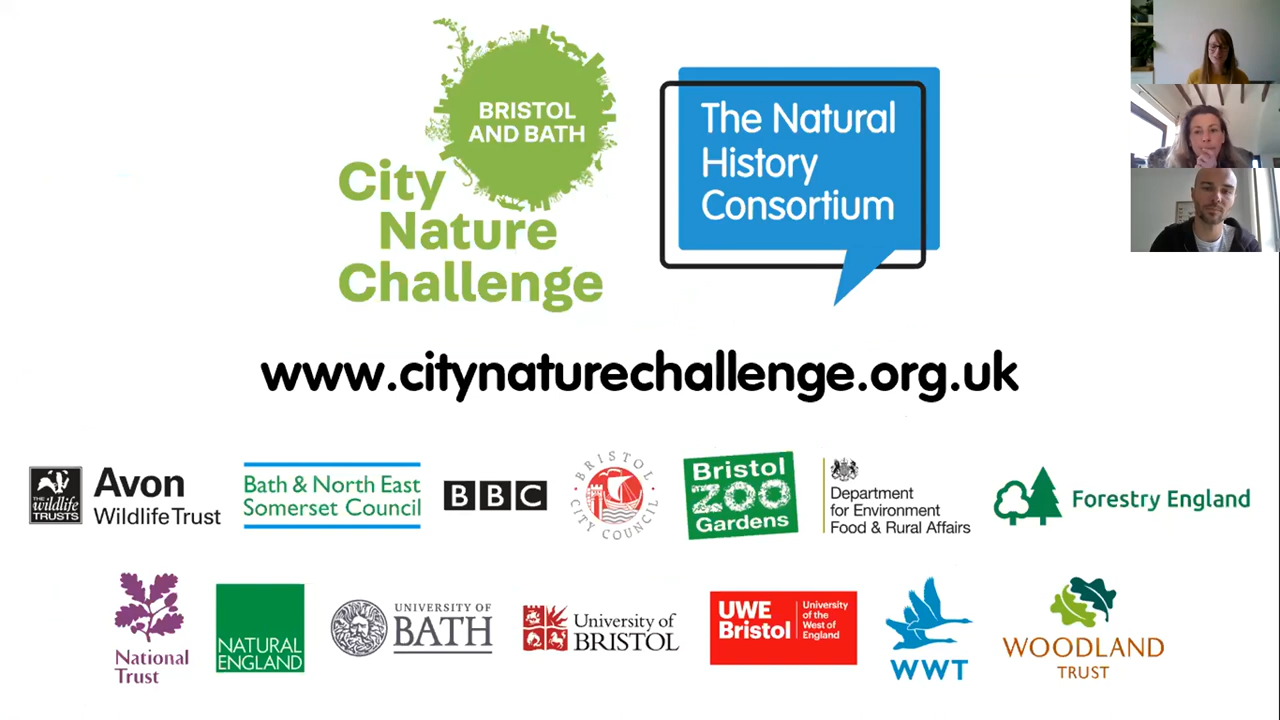 BRISTOL
AND BATH
City
Nature
Challenge
The Natural
History
Consortium
www.citynaturechallenge.org.uk
THE
wildlife
TRUSTS
Avon
Wildlife Trust
Bath & North East
Somerset Council
BBC
BRISTOL
CITY COUNCIL
Bristol
ZOO
Gardens
Department
for Environment
Food & Rural Affairs
Forestry England
National
Trust
NATURAL
ENGLAND
UNIVERSITY OF
BATH
University of
BRISTOL
UWE
Bristol
University
of the
West of
England
WWT
WOODLAND
TRUST